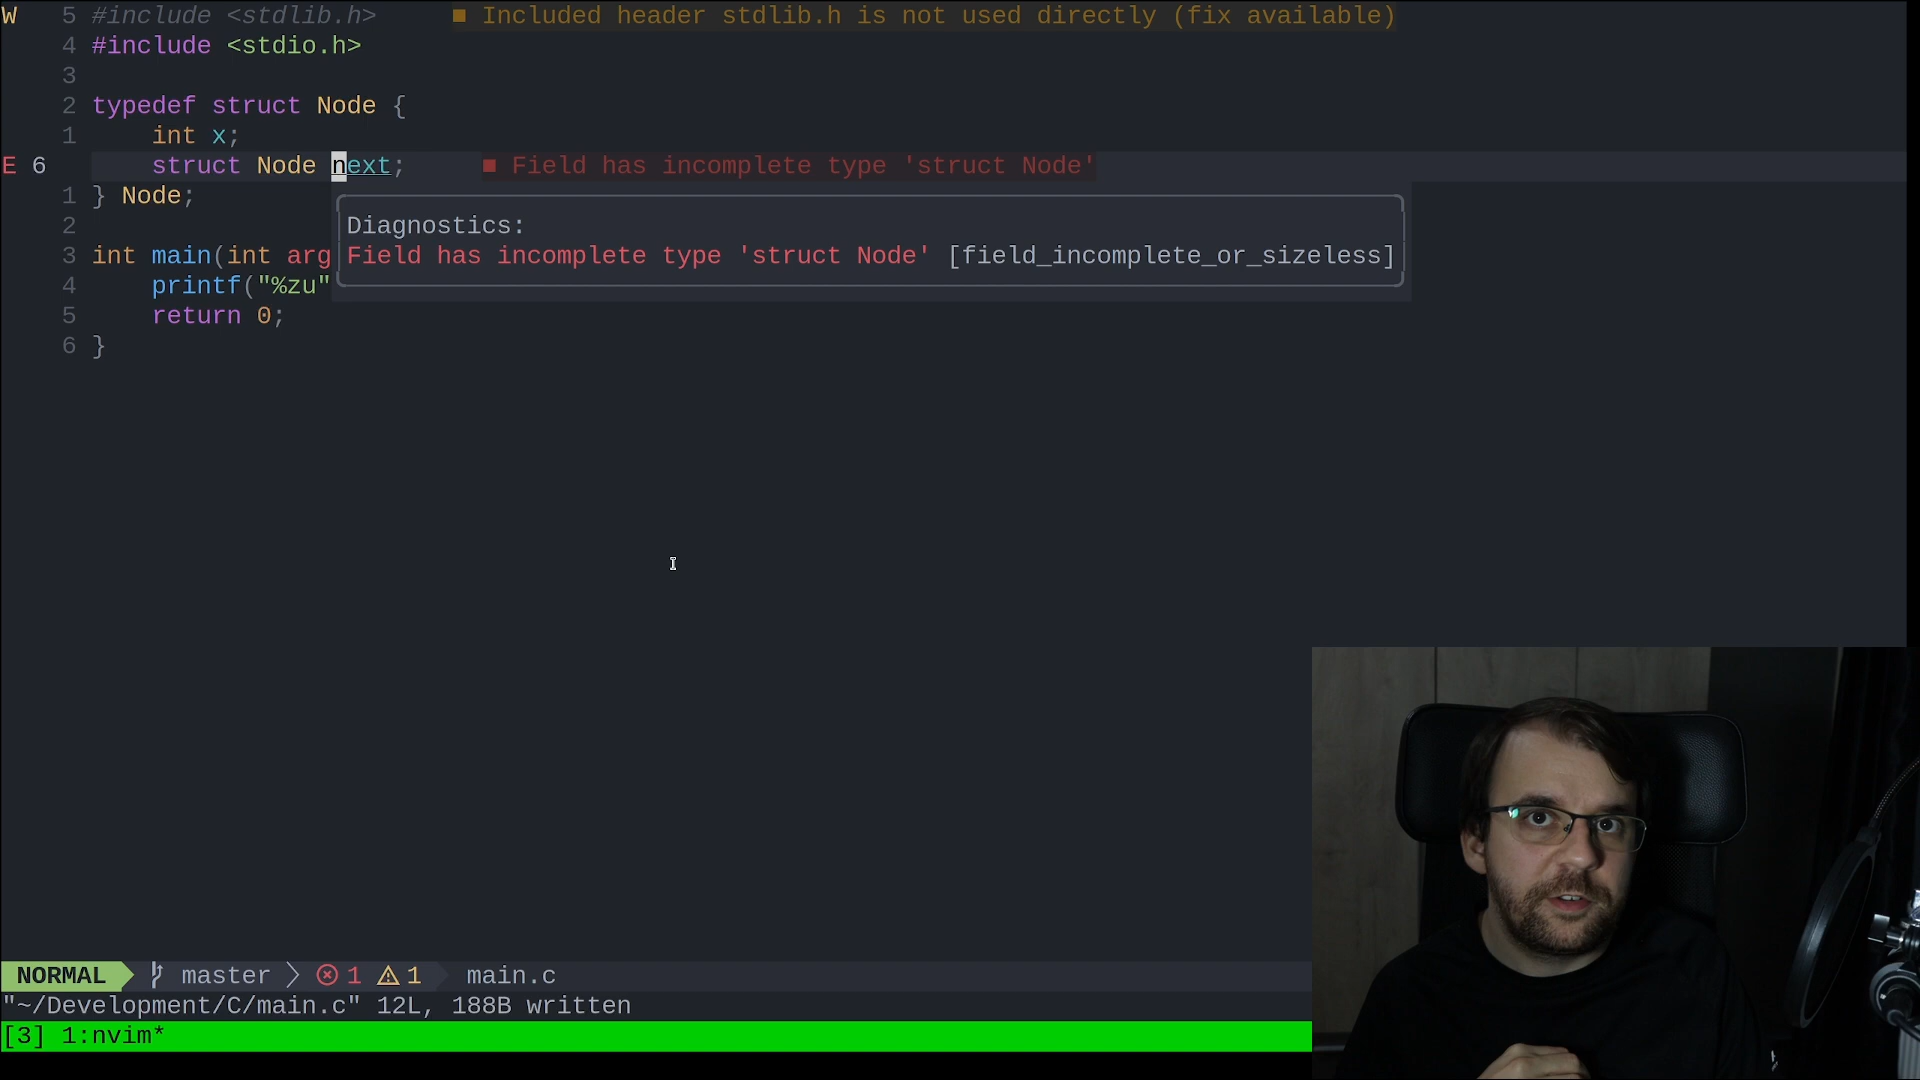 W 5 #include <stdlib.h> ■ Included header stdlib.h is not used directly (fix available)
4 #include <stdio.h>
3
2 typedef struct Node {
1 int x;
E 6 struct Node next; ■ Field has incomplete type 'struct Node'
1 } Node;
2
Diagnostics:
3 int main(int arg
Field has incomplete type 'struct Node' [field_incomplete_or_sizeless]
4 printf("%zu"
5 return 0;
6 }
NORMAL master 1 1 main.c
"~/Development/C/main.c" 12L, 188B written
[3] 1:nvim*